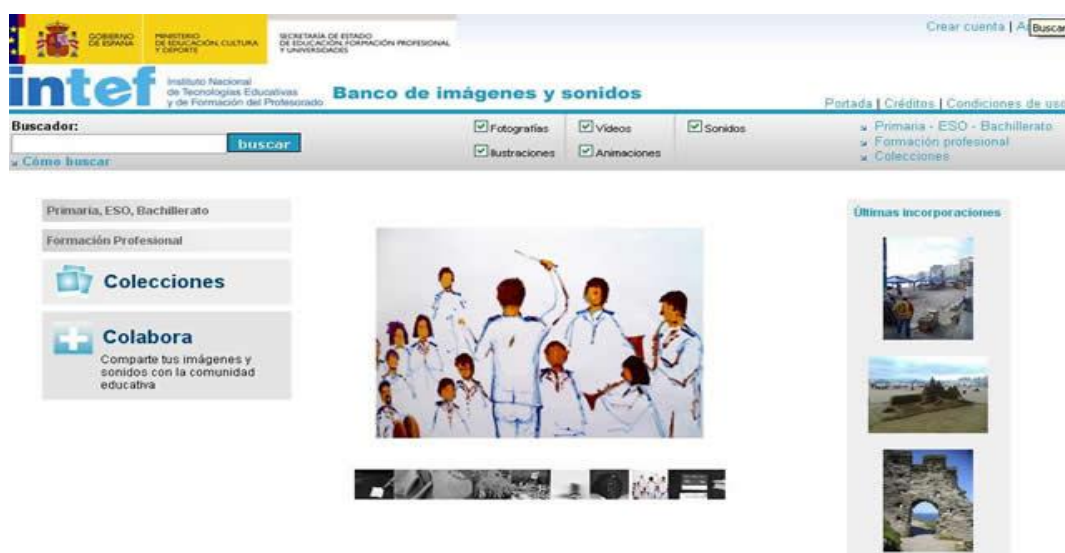 GOBIERNO
DE ESPAÑA
MINISTERIO
DE EDUCACIÓN, CULTURA
Y DEPORTE
SECRETARÍA DE ESTADO
DE EDUCACIÓN, FORMACIÓN PROFESIONAL
Y UNIVERSIDADES
Crear cuenta |
Buscar
intef
Instituto Nacional
de Tecnologías Educativas
y de Formación del Profesorado
Banco de imágenes y sonidos
Portada | Créditos | Condiciones de uso
Buscador:
buscar
Cómo buscar
Fotografías
Vídeos
Sonidos
Ilustraciones
Animaciones
Primaria - ESO - Bachillerato
Formación profesional
Colecciones
Primaria, ESO, Bachillerato
Formación Profesional
Colecciones
Colabora
Comparte tus imágenes y
sonidos con la comunidad
educativa
Últimas incorporaciones